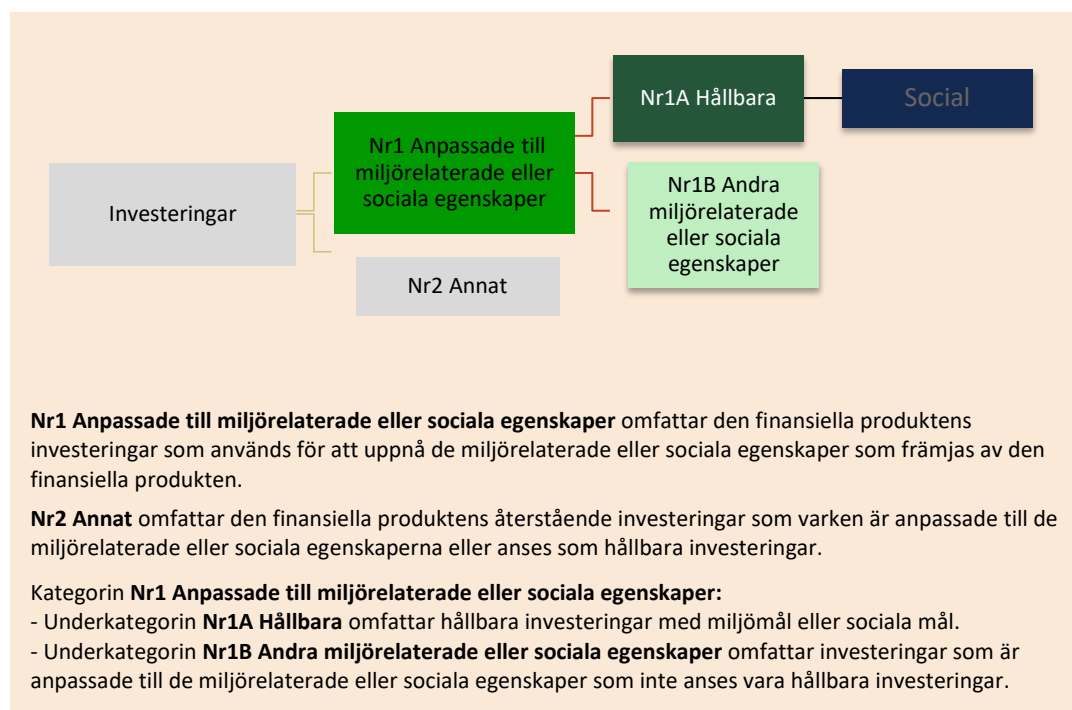 Nr1A Hållbara
Social
Nr1 Anpassade till
miljörelaterade eller
sociala egenskaper
Investeringar
Nr1B Andra
miljörelaterade
eller sociala
egenskaper
Nr2 Annat
Nr1 Anpassade till miljörelaterade eller sociala egenskaper omfattar den finansiella produktens
investeringar som används för att uppnå de miljörelaterade eller sociala egenskaper som främjas av den
finansiella produkten.
Nr2 Annat omfattar den finansiella produktens återstående investeringar som varken är anpassade till de
miljörelaterade eller sociala egenskaperna eller anses som hållbara investeringar.
Kategorin Nr1 Anpassade till miljörelaterade eller sociala egenskaper:
- Underkategorin Nr1A Hållbara omfattar hållbara investeringar med miljömål eller sociala mål.
- Underkategorin Nr1B Andra miljörelaterade eller sociala egenskaper omfattar investeringar som är
anpassade till de miljörelaterade eller sociala egenskaper som inte anses vara hållbara investeringar.